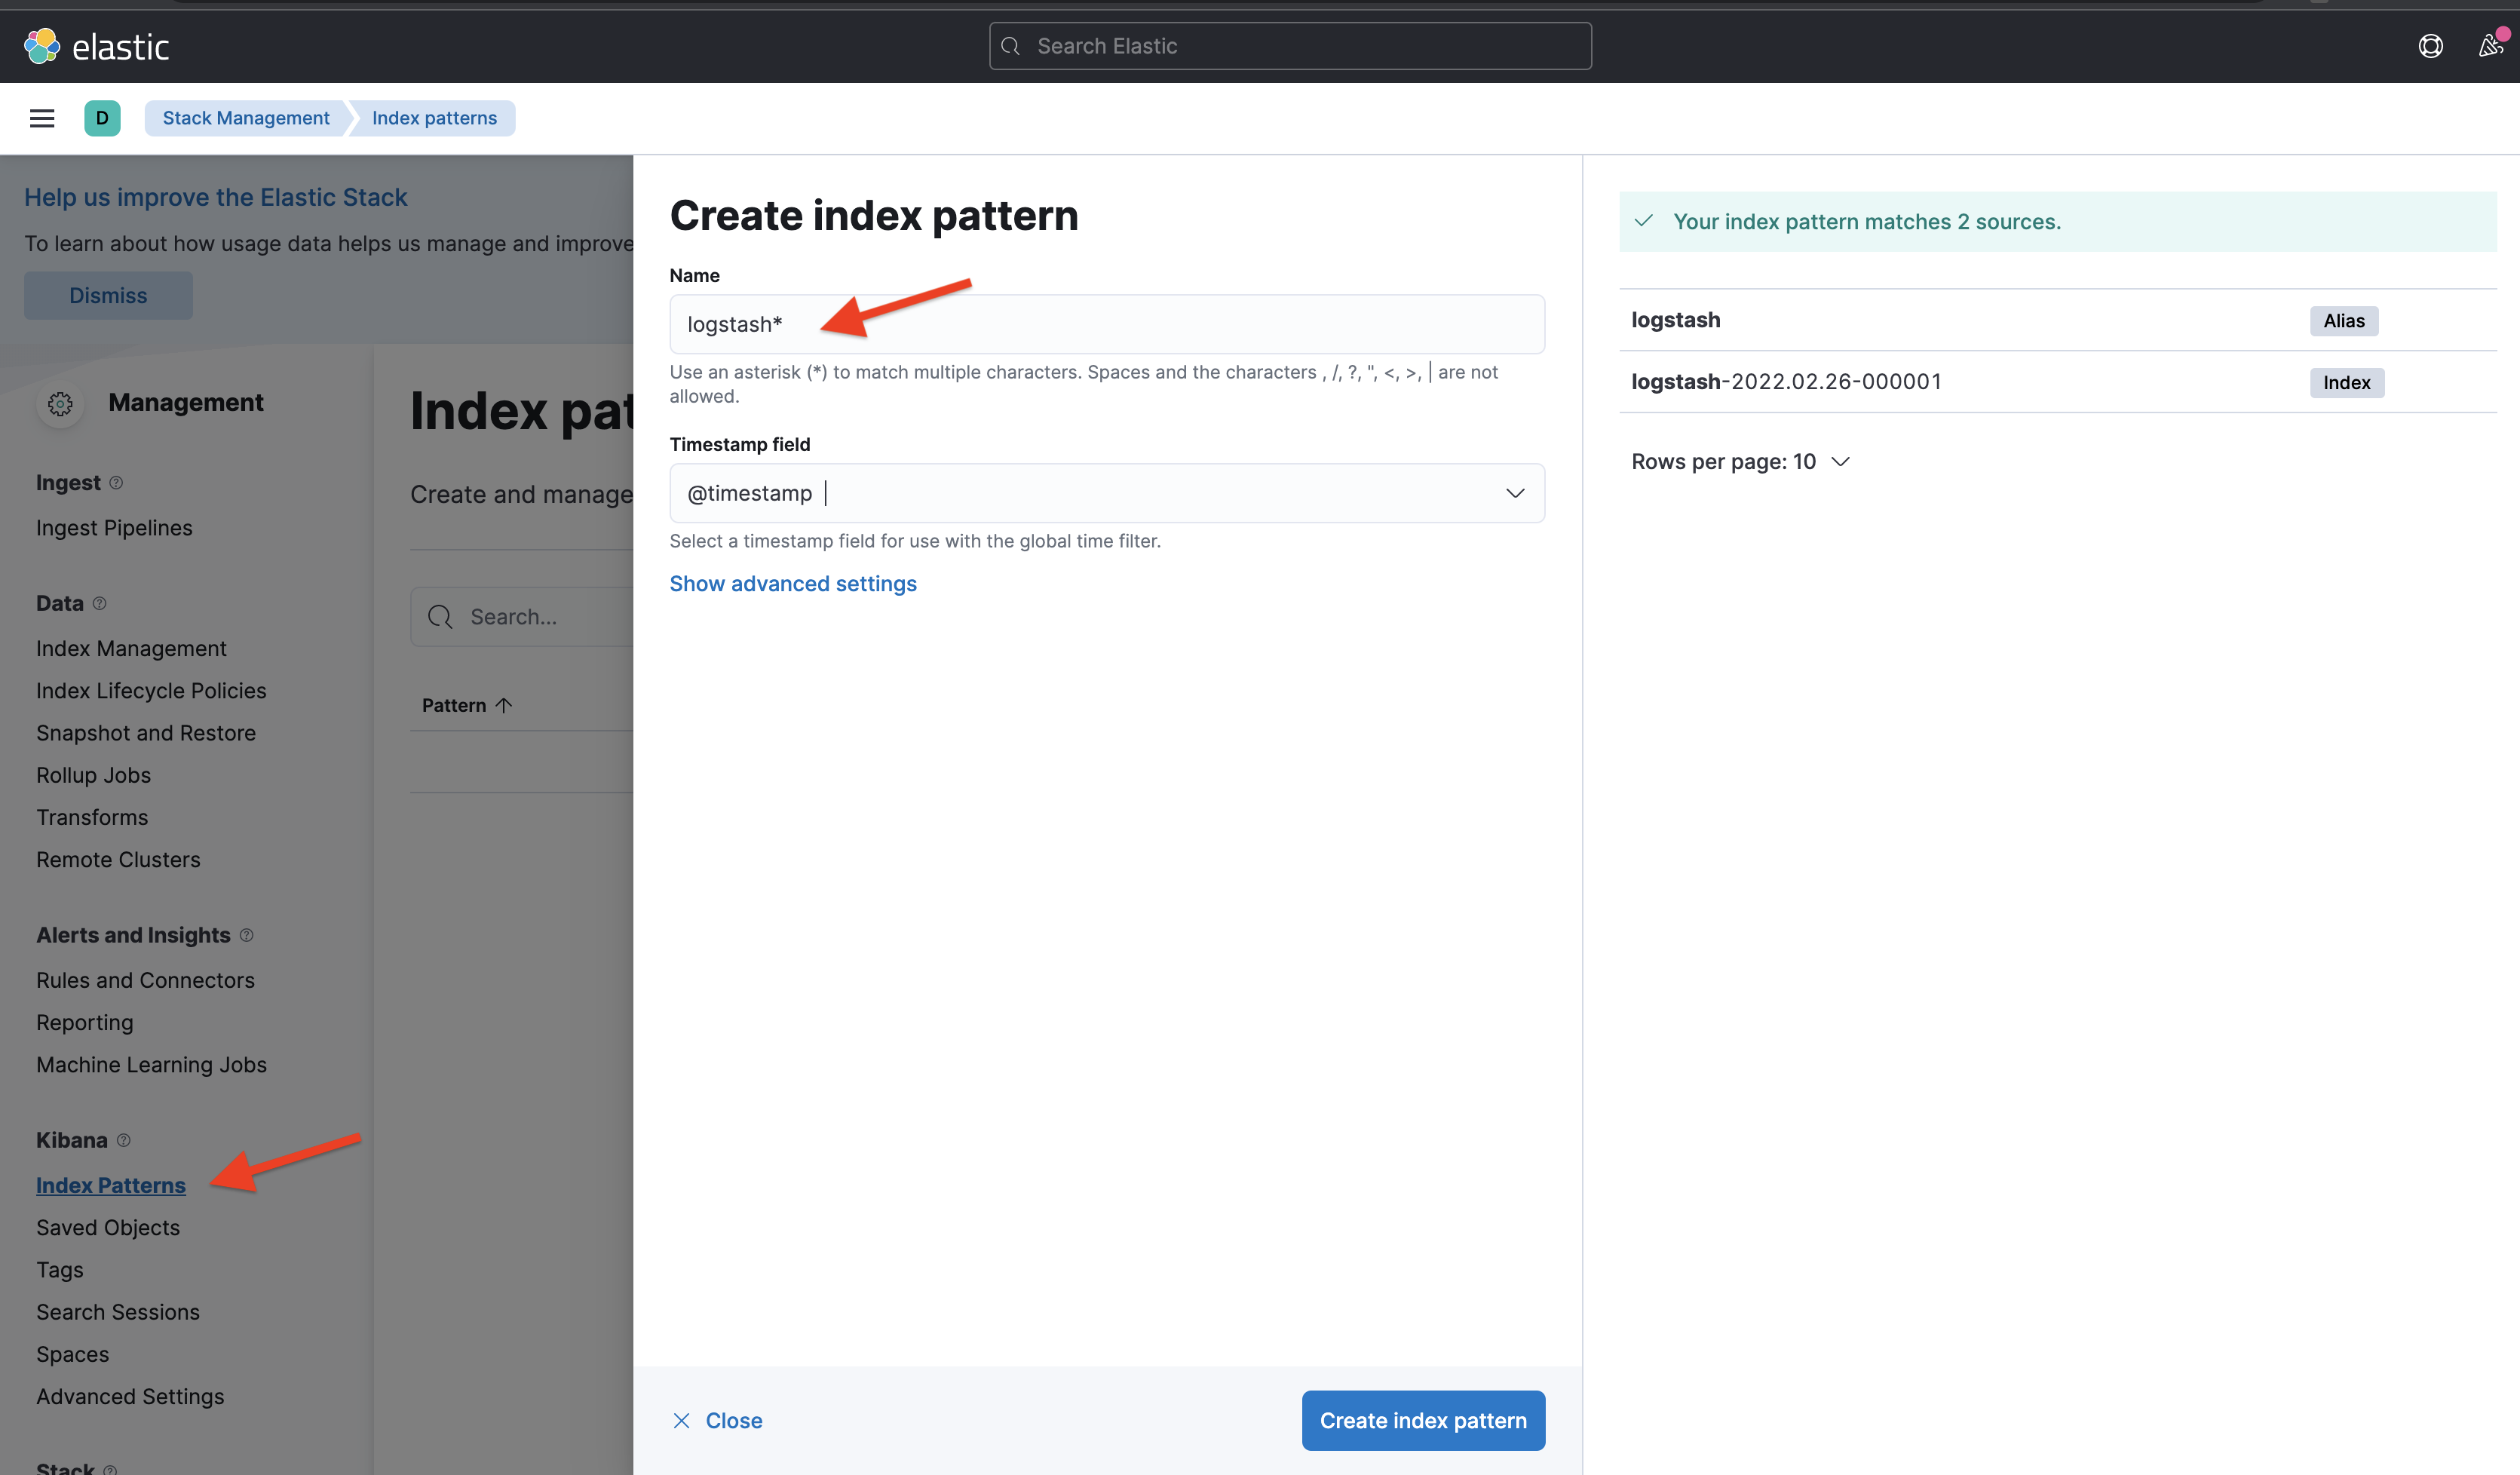 elastic
Search Elastic
D
Stack Management
Index patterns
Help us improve the Elastic Stack
To learn about how usage data helps us manage and improve
Dismiss
Management
Ingest
Ingest Pipelines
Data
Index Management
Index Lifecycle Policies
Snapshot and Restore
Rollup Jobs
Transforms
Remote Clusters
Alerts and Insights
Rules and Connectors
Reporting
Machine Learning Jobs
Kibana
Index Patterns
Saved Objects
Tags
Search Sessions
Spaces
Advanced Settings
Stack
Index pat
Create and manage
Search...
Pattern
Create index pattern
Name
logstash*
Use an asterisk (*) to match multiple characters. Spaces and the characters , /, ?, ", <, >, | are not
allowed.
Timestamp field
@timestamp
Select a timestamp field for use with the global time filter.
Show advanced settings
Close
Create index pattern
Your index pattern matches 2 sources.
logstash Alias
logstash-2022.02.26-000001 Index
Rows per page: 10